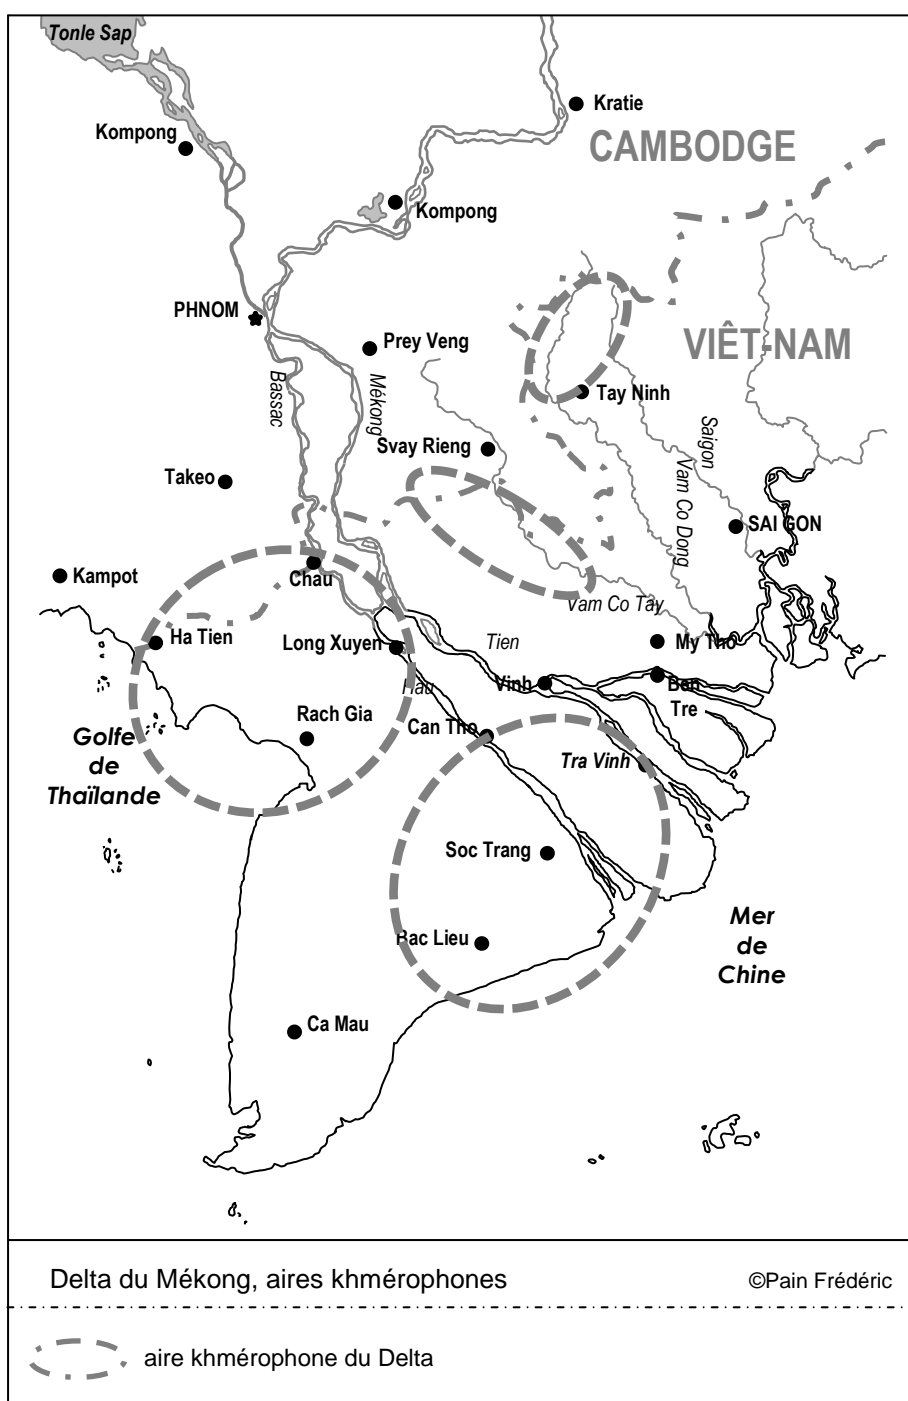 Tonle Sap
Kratie
Kompong
CAMBODGE
Kompong
PHNOM
Prey Veng
VIÊT-NAM
Bassac
Mékong
Tay Ninh
Saigon
Svay Rieng
Vam Co Dong
Takeo
SAI GON
Kampot
Chau
Vam Co Tay
Ha Tien
Long Xuyen
Tien
My Tho
Hau
Vinh
Ben
Tre
Rach Gia
Can Tho
Golfe
de
Thaïlande
Tra Vinh
Soc Trang
Bac Lieu
Mer
de
Chine
Ca Mau
Delta du Mékong, aires khmérophones
©Pain Frédéric
aire khmérophone du Delta